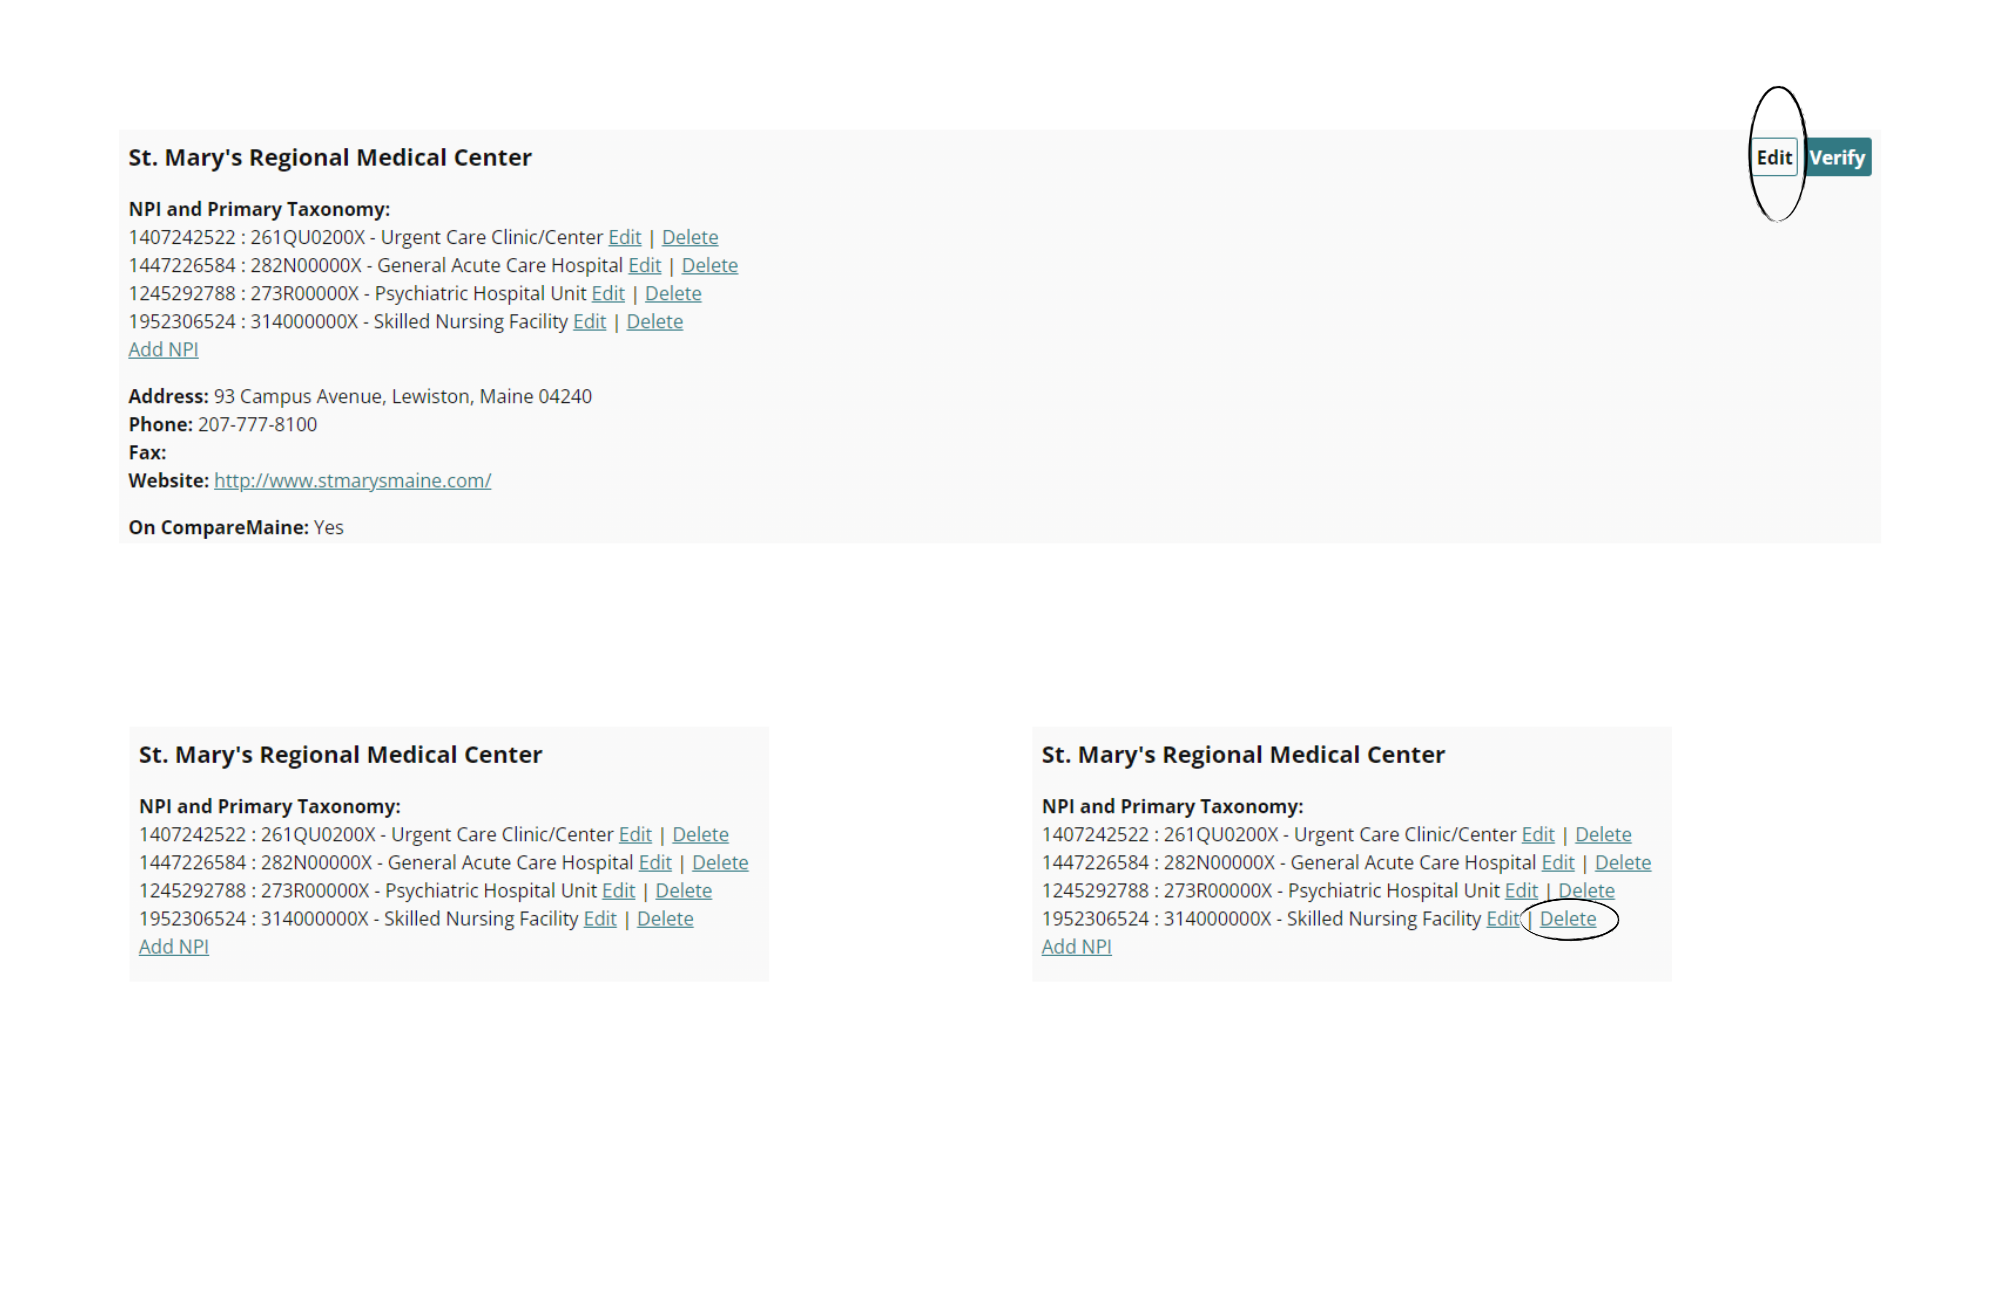 St. Mary's Regional Medical Center
Edit Verify
NPI and Primary Taxonomy:
1407242522 : 261QU0200X - Urgent Care Clinic/Center Edit | Delete
1447226584 : 282N00000X - General Acute Care Hospital Edit | Delete
1245292788 : 273R00000X - Psychiatric Hospital Unit Edit | Delete
1952306524 : 314000000X - Skilled Nursing Facility Edit | Delete
Add NPI
Address: 93 Campus Avenue, Lewiston, Maine 04240
Phone: 207-777-8100
Fax:
Website: http://www.stmarysmaine.com/
On CompareMaine: Yes
St. Mary's Regional Medical Center
NPI and Primary Taxonomy:
1407242522 : 261QU0200X - Urgent Care Clinic/Center Edit | Delete
1447226584 : 282N00000X - General Acute Care Hospital Edit | Delete
1245292788 : 273R00000X - Psychiatric Hospital Unit Edit | Delete
1952306524 : 314000000X - Skilled Nursing Facility Edit | Delete
Add NPI
St. Mary's Regional Medical Center
NPI and Primary Taxonomy:
1407242522 : 261QU0200X - Urgent Care Clinic/Center Edit | Delete
1447226584 : 282N00000X - General Acute Care Hospital Edit | Delete
1245292788 : 273R00000X - Psychiatric Hospital Unit Edit | Delete
1952306524 : 314000000X - Skilled Nursing Facility Edit | Delete
Add NPI